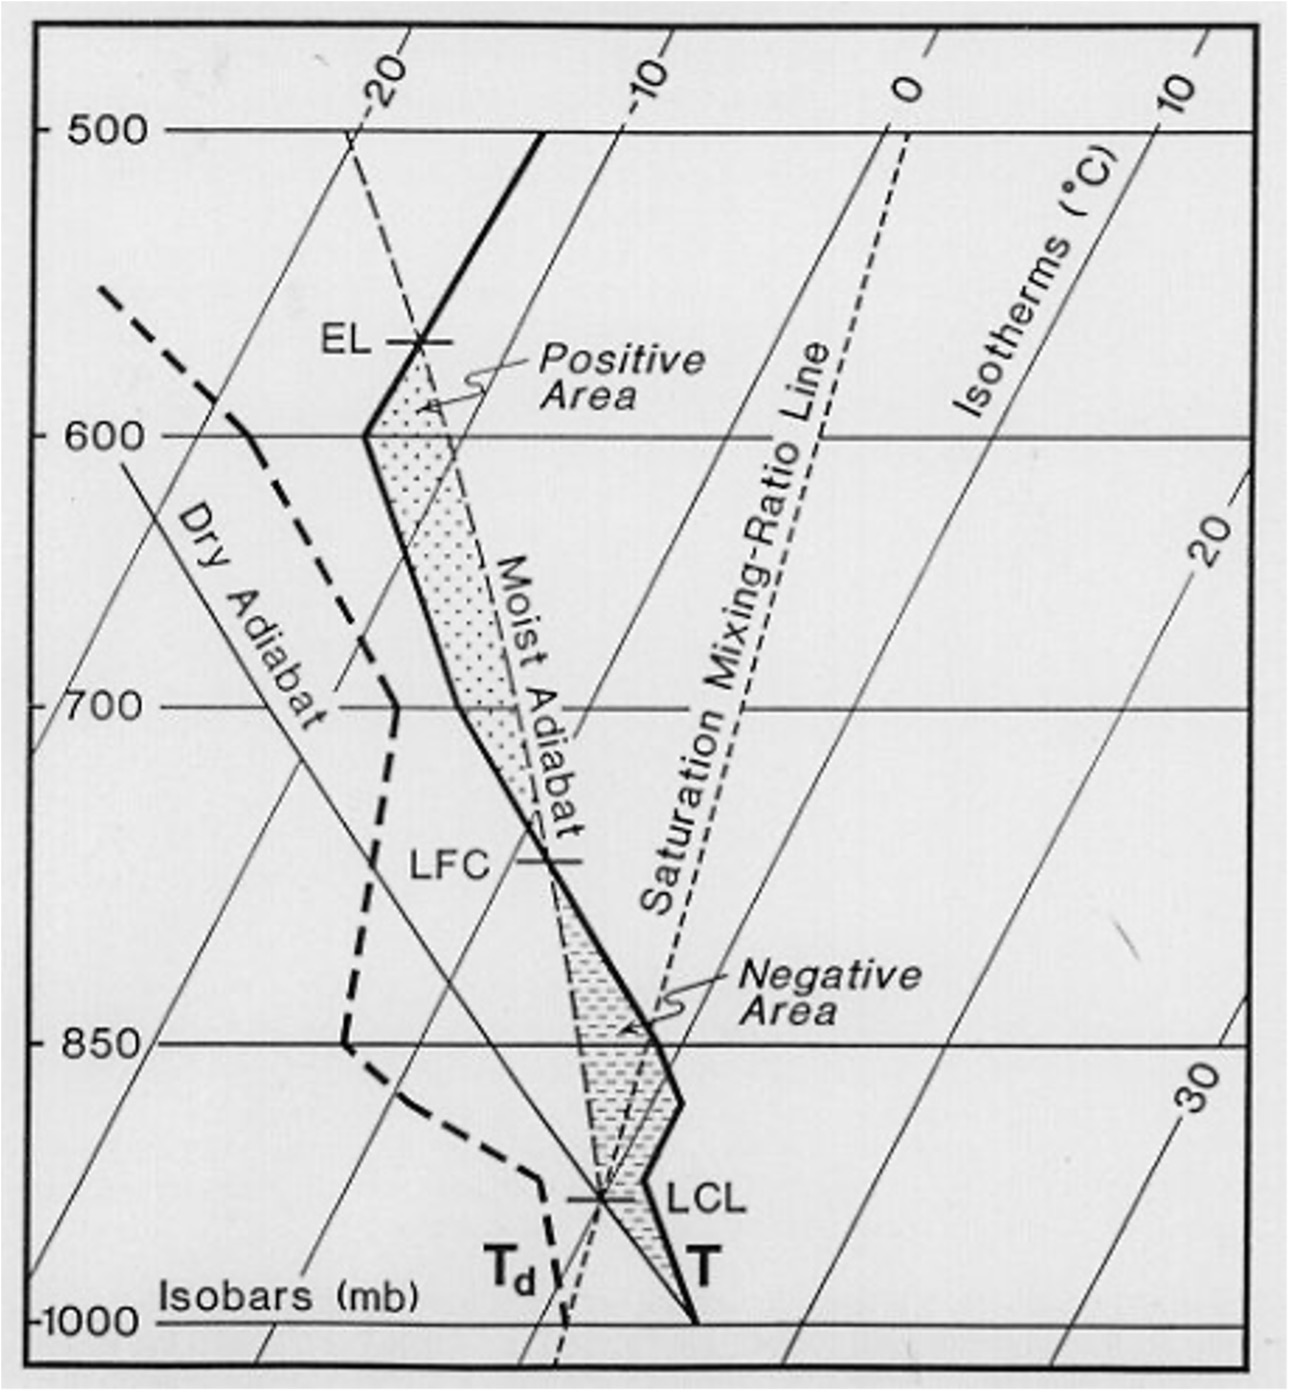 -20
-10
0
10
500
Isotherms (°C)
EL
Positive
Area
600
Dry Adiabat
Moist Adiabat
Saturation Mixing-Ratio Line
20
700
LFC
Negative
Area
850
30
LCL
Td
T
Isobars (mb)
1000